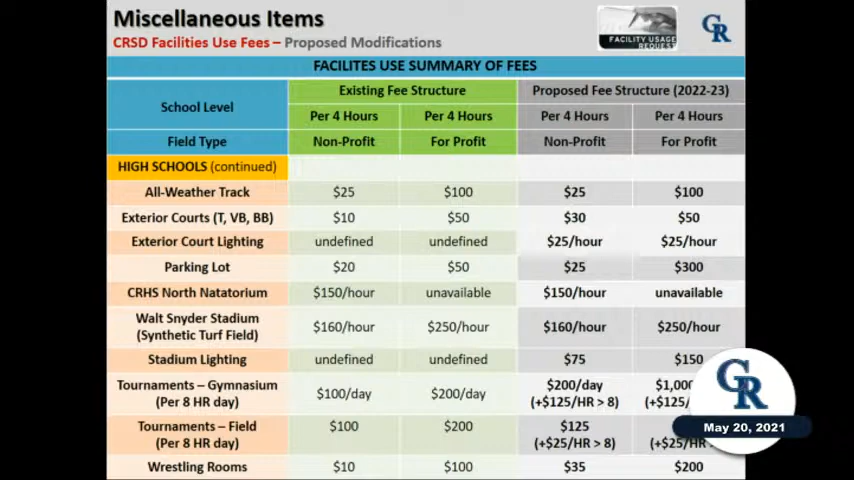 Miscellaneous Items
CRSD Facilities Use Fees – Proposed Modifications
FACILITY USAGE
REQUEST
GR
FACILITES USE SUMMARY OF FEES
School Level Existing Fee Structure Proposed Fee Structure (2022-23)
Per 4 Hours Per 4 Hours Per 4 Hours Per 4 Hours
Field Type Non-Profit For Profit Non-Profit For Profit
HIGH SCHOOLS (continued)
All-Weather Track $25 $100 $25 $100
Exterior Courts (T, VB, BB) $10 $50 $30 $50
Exterior Court Lighting undefined undefined $25/hour $25/hour
Parking Lot $20 $50 $25 $300
CRHS North Natatorium $150/hour unavailable $150/hour unavailable
Walt Snyder Stadium
(Synthetic Turf Field) $160/hour $250/hour $160/hour $250/hour
Stadium Lighting undefined undefined $75 $150
Tournaments – Gymnasium
(Per 8 HR day) $100/day $200/day $200/day
(+$125/HR > 8)
Tournaments – Field
(Per 8 HR day) $100 $200 $125
(+$25/HR > 8) (+$25/HR
Wrestling Rooms $10 $100 $35 $200
GR
May 20, 2021